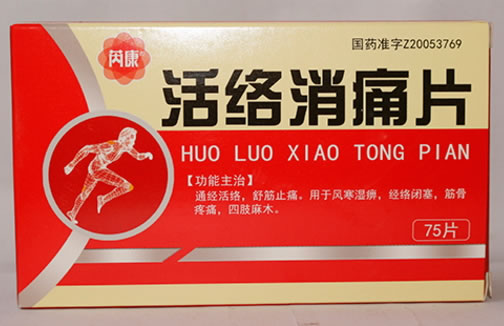 芮康
国药准字Z20053769
活络消痛片
HUO LUO XIAO TONG PIAN
【功能主治】
通经活络，舒筋止痛。用于风寒湿痹，经络闭塞，筋骨
疼痛，四肢麻木。
75片